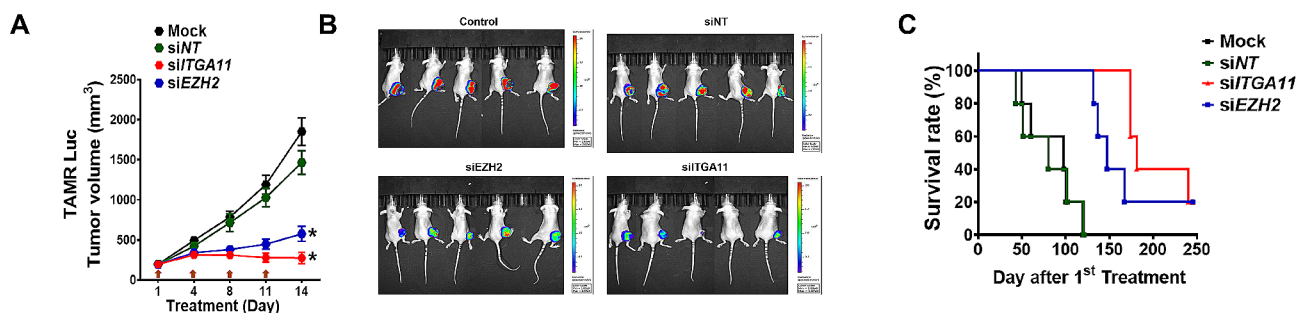 A
Mock
siNT
siITGA11
siEZH2
TAMR Luc
Tumor volume (mm3)
2500
2000
1500
1000
500
0
1
4
8
11
14
*
*
Treatment (Day)
B
Control
siNT
siEZH2
siITGA11
C
Mock
siNT
siITGA11
siEZH2
Survival rate (%)
100
80
60
40
20
0
0
50
100
150
200
250
Day after 1st Treatment